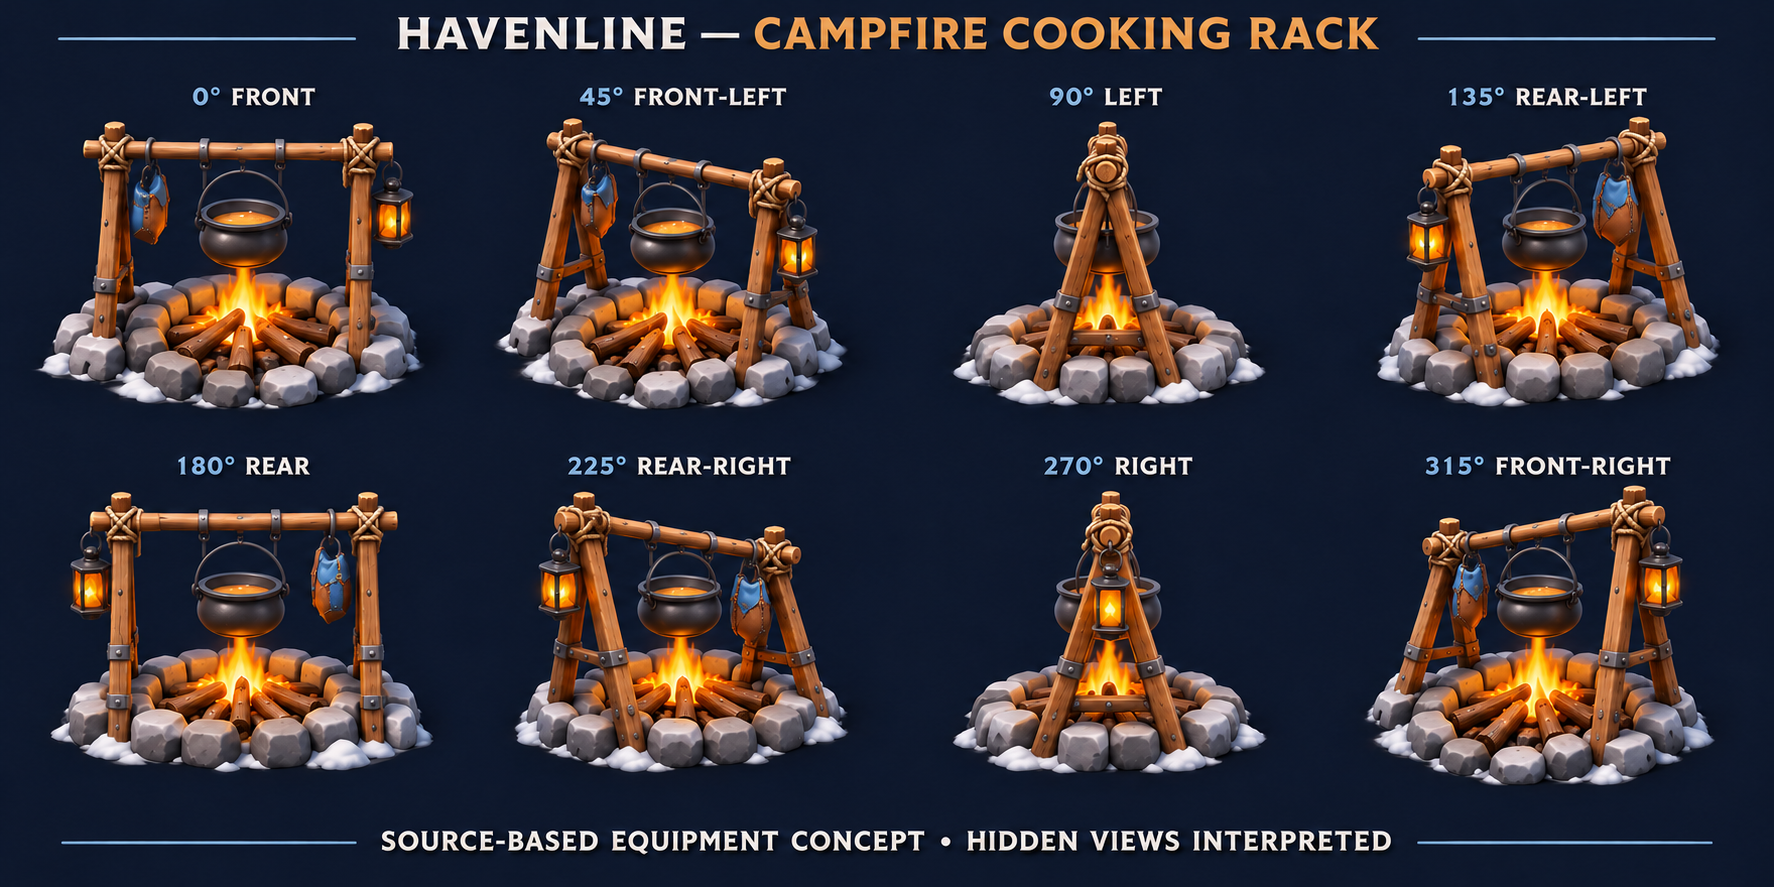 HAVENLINE — CAMPFIRE COOKING RACK
0° FRONT
45° FRONT-LEFT
90° LEFT
135° REAR-LEFT
180° REAR
225° REAR-RIGHT
270° RIGHT
315° FRONT-RIGHT
SOURCE-BASED EQUIPMENT CONCEPT • HIDDEN VIEWS INTERPRETED